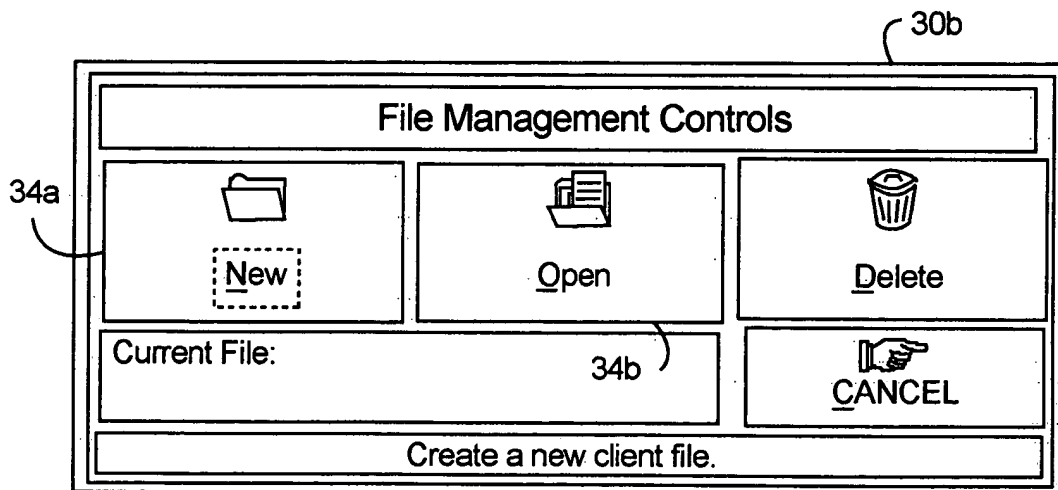 30b
File Management Controls
34a
New
Open
Delete
Current File:
34b
CANCEL
Create a new client file.